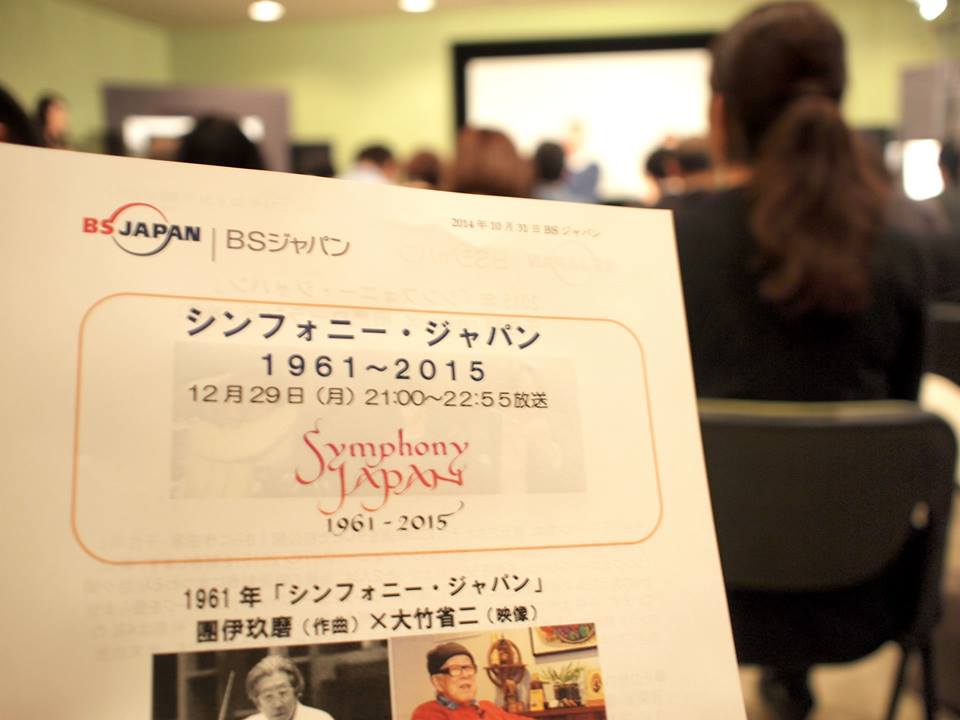 BS JAPAN
BSジャパン
2014年10月31日 BSジャパン
シンフォニー・ジャパン
1961～2015
12月29日（月）21:00～22:55放送
Symphony
JAPAN
1961-2015
1961年「シンフォニー・ジャパン」
團伊玖磨（作曲）×大竹省二（映像）